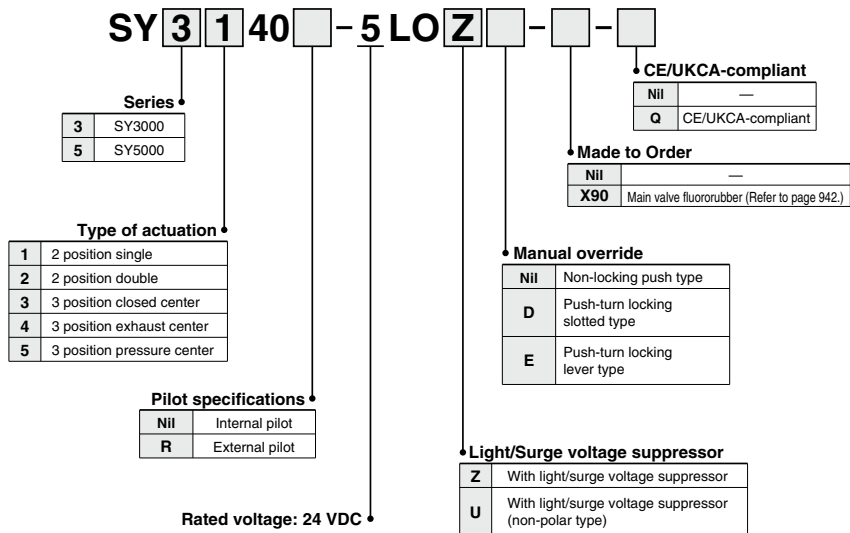 SY 3 1 40 – 5 LO Z – –
CE/UKCA-compliant
Nil —
Q CE/UKCA-compliant
Series
3 SY3000
5 SY5000
Made to Order
Nil —
X90 Main valve fluororubber (Refer to page 942.)
Type of actuation
1 2 position single
2 2 position double
3 3 position closed center
4 3 position exhaust center
5 3 position pressure center
Manual override
Nil Non-locking push type
D Push-turn locking
slotted type
E Push-turn locking
lever type
Pilot specifications
Nil Internal pilot
R External pilot
Light/Surge voltage suppressor
Z With light/surge voltage suppressor
U With light/surge voltage suppressor
(non-polar type)
Rated voltage: 24 VDC